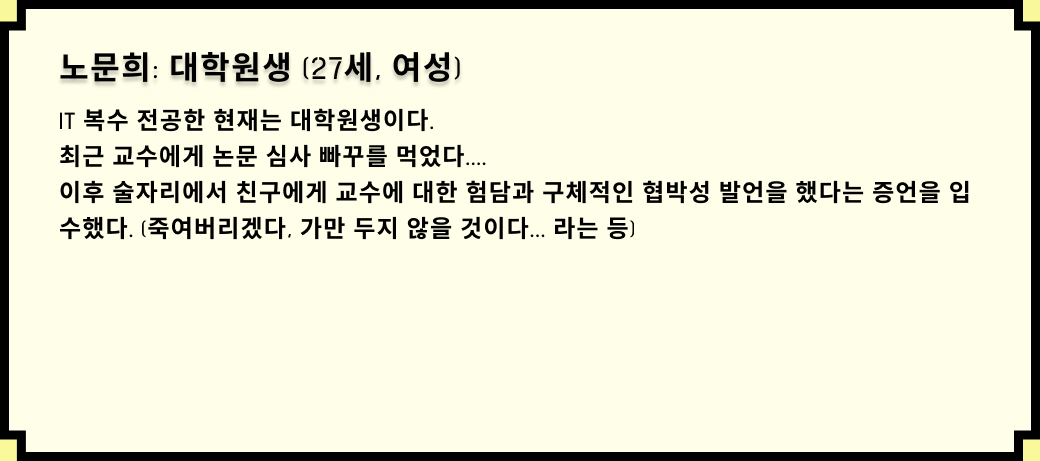 노문희: 대학원생 (27세, 여성)
IT 복수 전공한 현재는 대학원생이다.
최근 교수에게 논문 심사 빠꾸를 먹었다....
이후 술자리에서 친구에게 교수에 대한 험담과 구체적인 협박성 발언을 했다는 증언을 입
수했다. (죽여버리겠다, 가만 두지 않을 것이다... 라는 등)